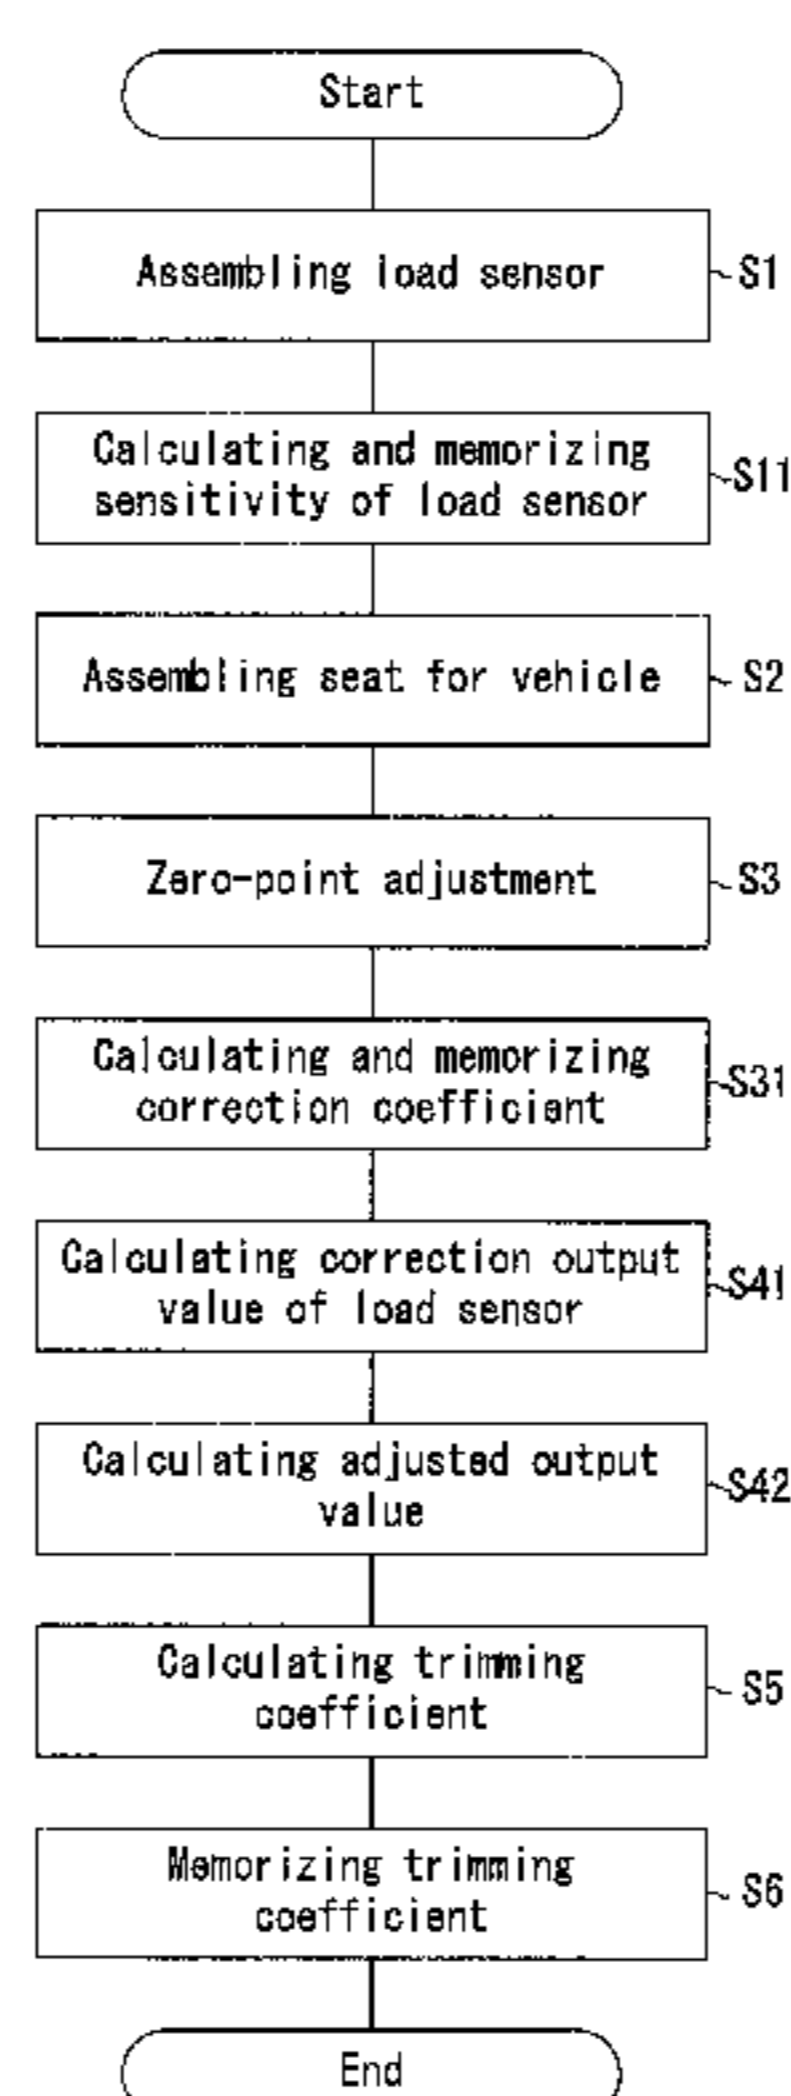 Start
Assembling load sensor
S1
Calculating and memorizing
sensitivity of load sensor
S11
Assembling seat for vehicle
S2
Zero-point adjustment
S3
Calculating and memorizing
correction coefficient
S31
Calculating correction output
value of load sensor
S41
Calculating adjusted output
value
S42
Calculating trimming
coefficient
S5
Memorizing trimming
coefficient
S6
End